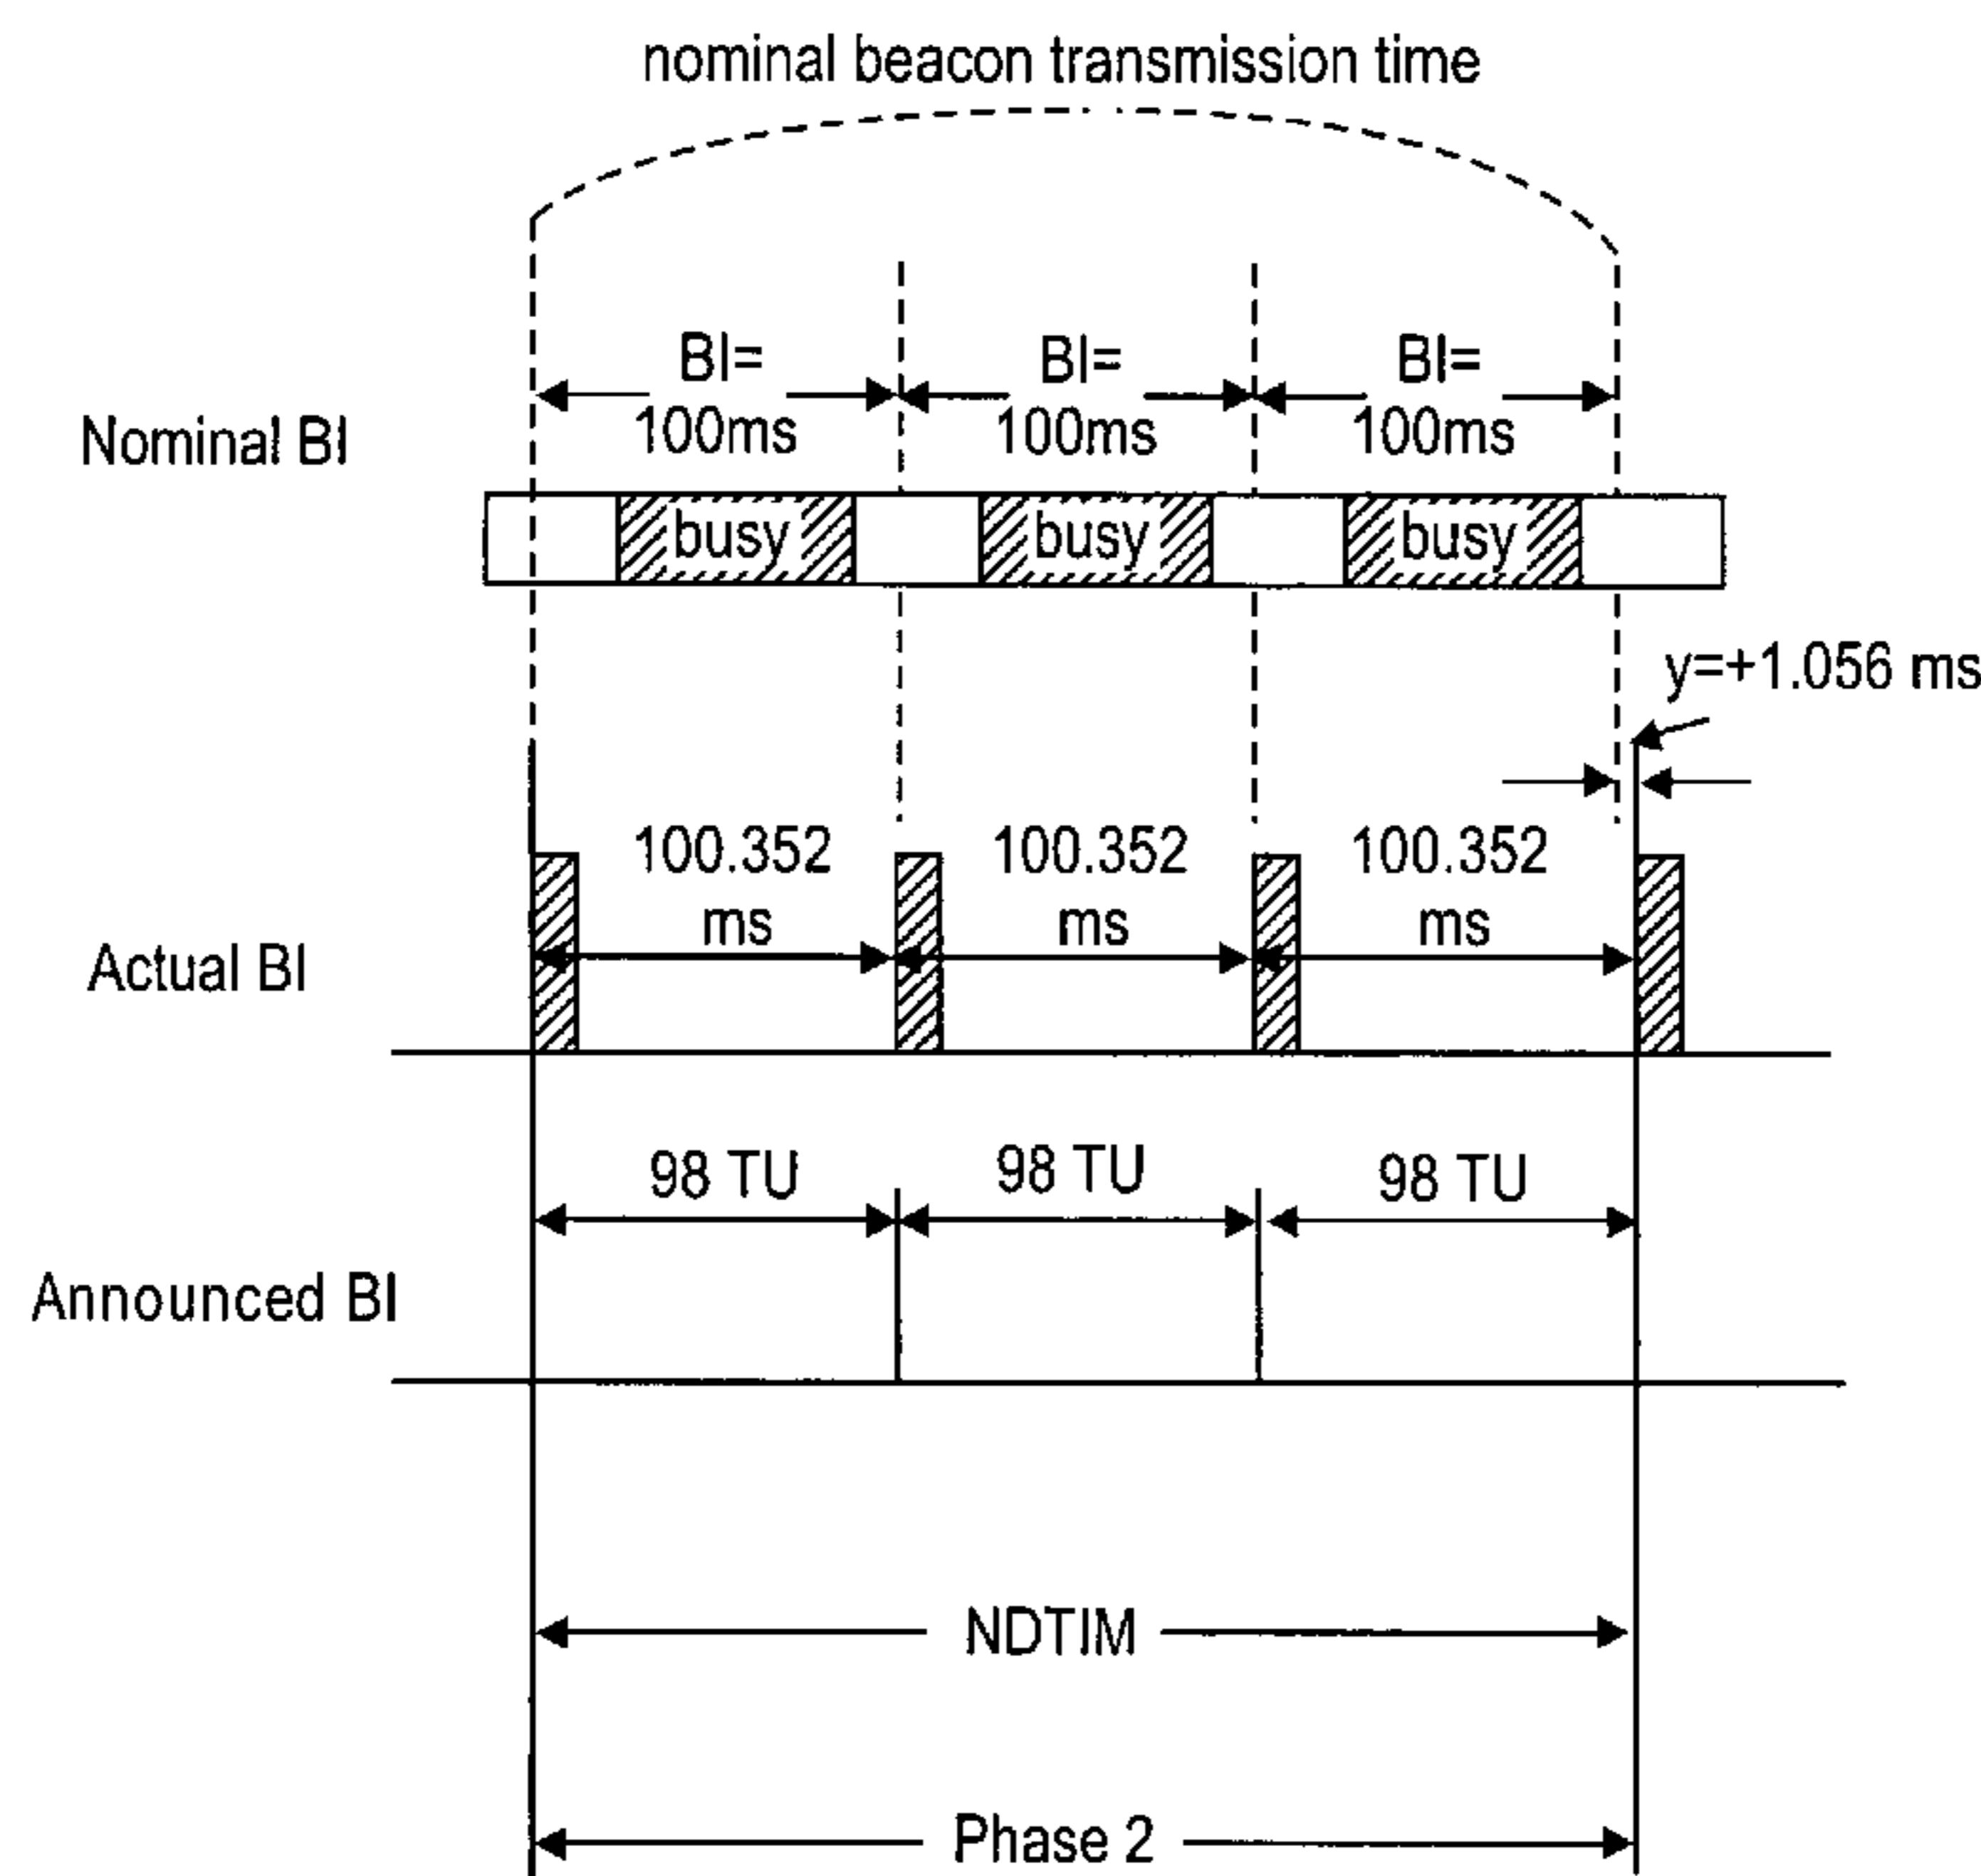 nominal beacon transmission time
BI=
100ms
BI=
100ms
BI=
100ms
Nominal BI
busy
busy
busy
y=+1.056 ms
100.352
ms
100.352
ms
100.352
ms
Actual BI
98 TU
98 TU
98 TU
Announced BI
NDTIM
Phase 2